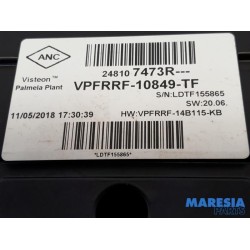 ANC
24810 7473R---
Visteon™
Palmela Plant
VPFRRF-10849-TF
S/N:LDTF155865
SW:20.06.
11/05/2018 17:30:39
HW:VPFRRF-14B115-KB
*LDTF155865*
MARESIA
PARTS